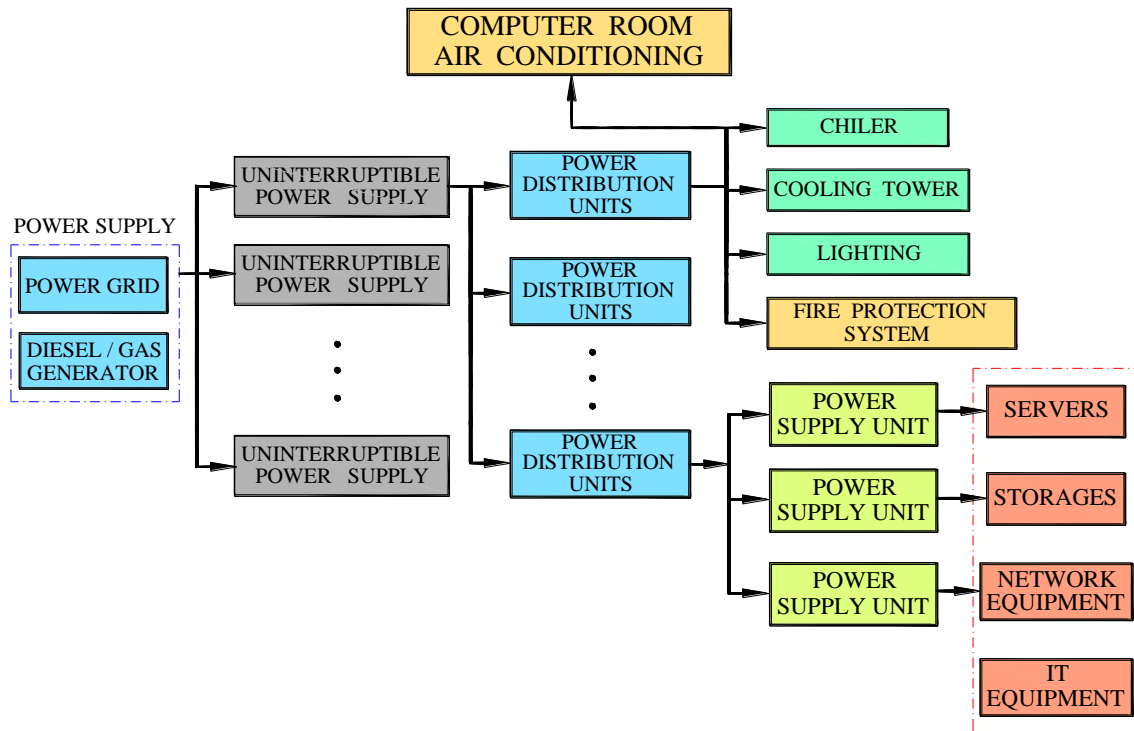 COMPUTER ROOM
AIR CONDITIONING
CHILER
UNINTERRUPTIBLE
POWER SUPPLY
POWER
DISTRIBUTION
UNITS
COOLING TOWER
POWER SUPPLY
LIGHTING
POWER GRID
UNINTERRUPTIBLE
POWER SUPPLY
POWER
DISTRIBUTION
UNITS
FIRE PROTECTION
SYSTEM
DIESEL / GAS
GENERATOR
POWER
SUPPLY UNIT
SERVERS
UNINTERRUPTIBLE
POWER SUPPLY
POWER
DISTRIBUTION
UNITS
POWER
SUPPLY UNIT
STORAGES
POWER
SUPPLY UNIT
NETWORK
EQUIPMENT
IT
EQUIPMENT